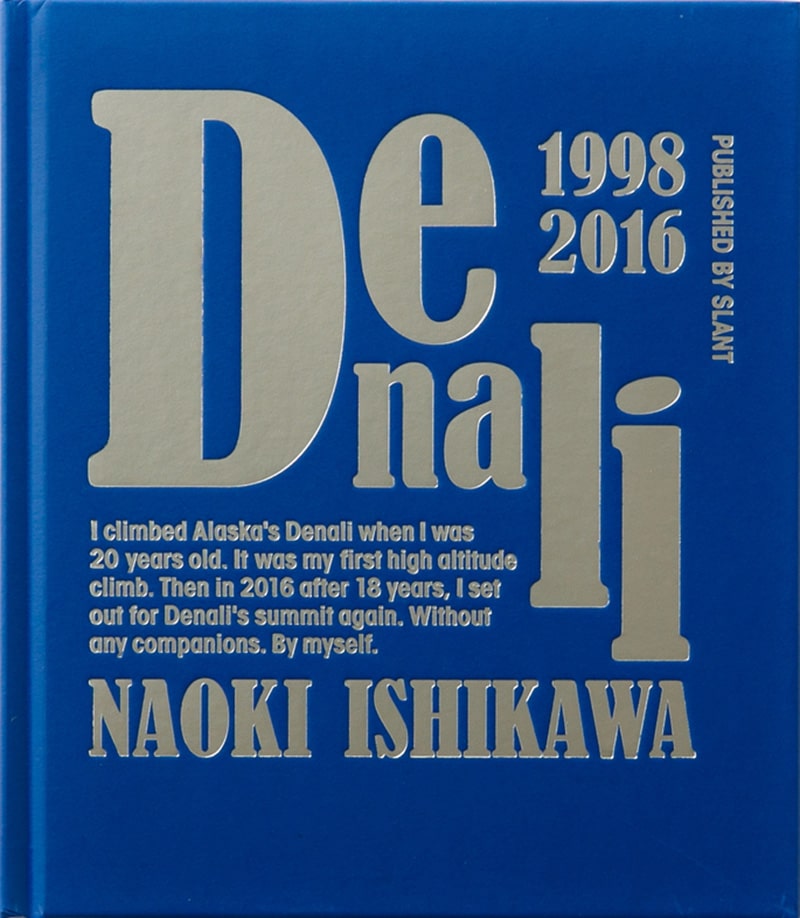 De
nali
1998
2016
PUBLISHED BY SLANT
I climbed Alaska's Denali when I was
20 years old. It was my first high altitude
climb. Then in 2016 after 18 years, I set
out for Denali's summit again. Without
any companions. By myself.
NAOKI ISHIKAWA